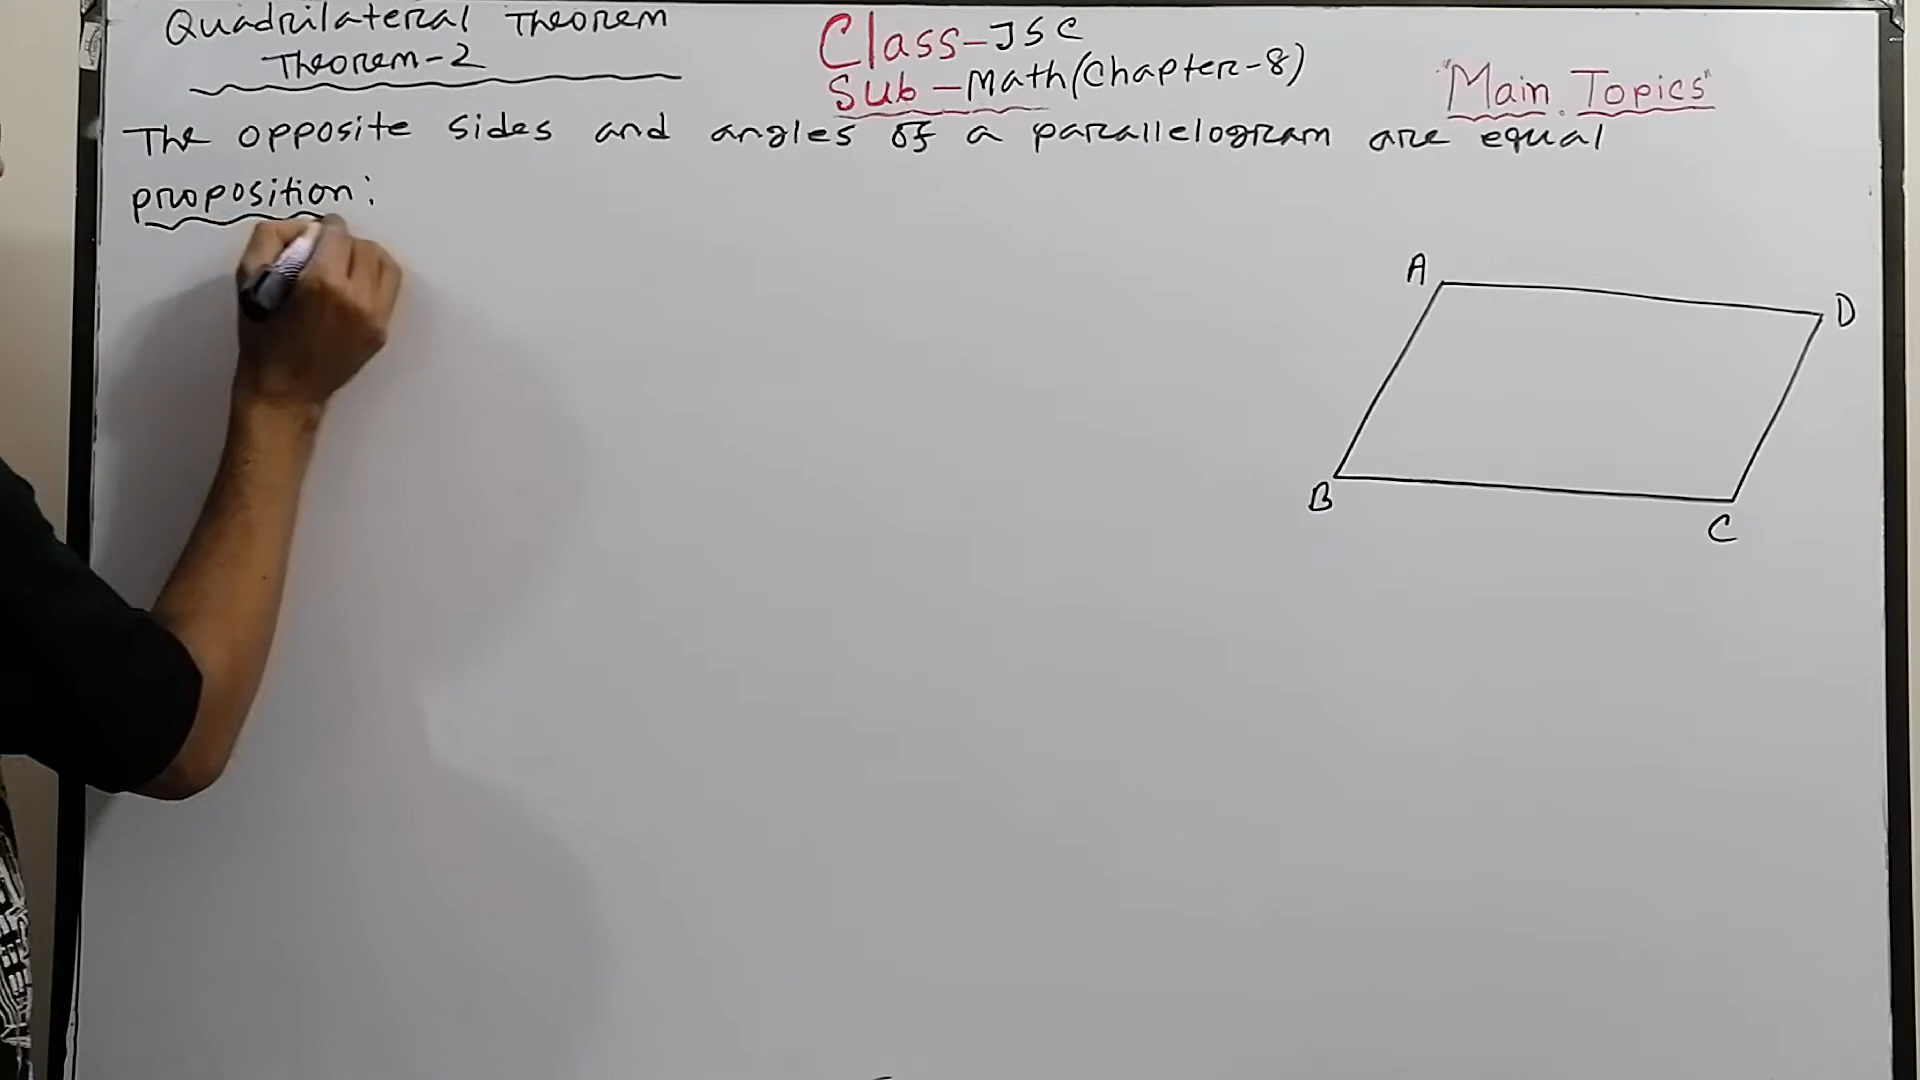 Quadrilateral Theorem
Theorem-2
Class-JSC
Sub-Math(Chapter-8)
"Main Topics"
The opposite sides and angles of a parallelogram are equal
proposition:
A
D
B
C